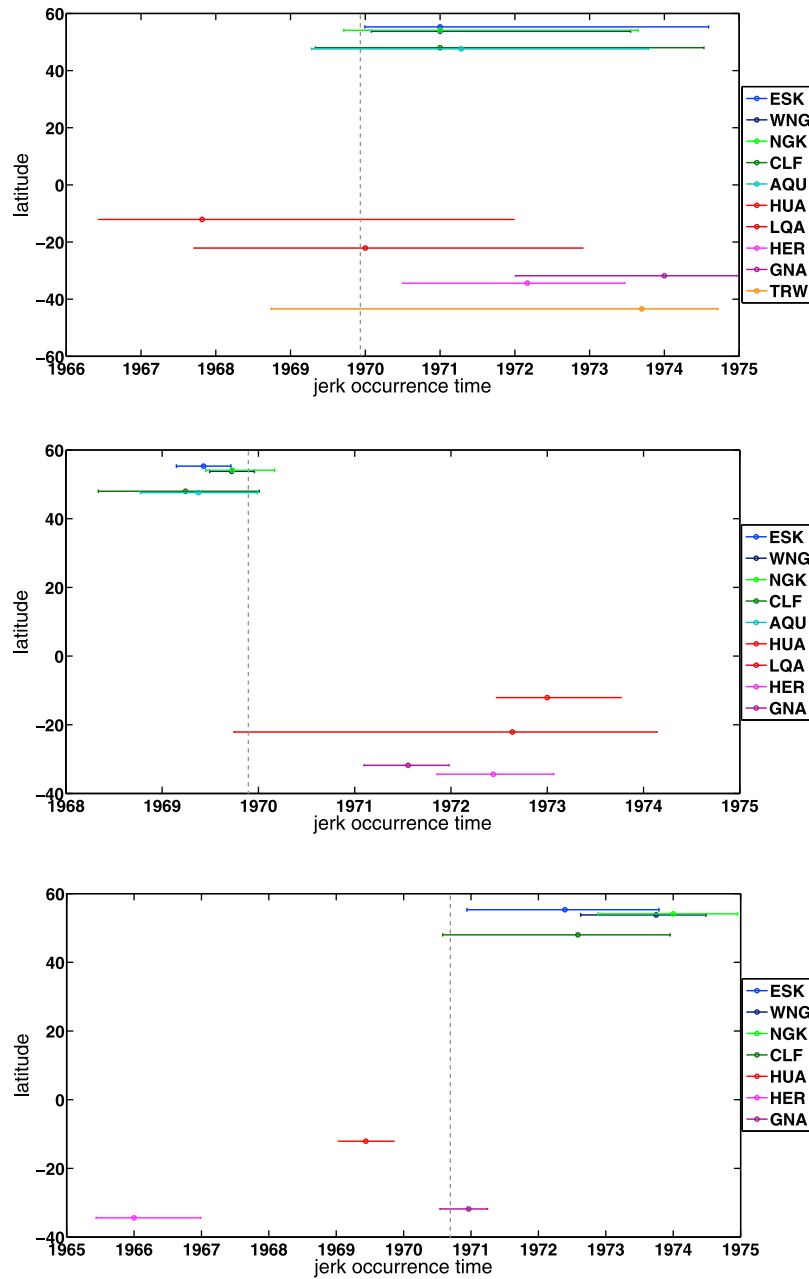 60
40
20
0
−20
−40
−60
latitude
1966 1967 1968 1969 1970 1971 1972 1973 1974 1975
jerk occurrence time
ESK
WNG
NGK
CLF
AQU
HUA
LQA
HER
GNA
TRW
60
40
20
0
−20
−40
latitude
1968 1969 1970 1971 1972 1973 1974 1975
jerk occurrence time
ESK
WNG
NGK
CLF
AQU
HUA
LQA
HER
GNA
60
40
20
0
−20
−40
latitude
1965 1966 1967 1968 1969 1970 1971 1972 1973 1974 1975
jerk occurrence time
ESK
WNG
NGK
CLF
HUA
HER
GNA